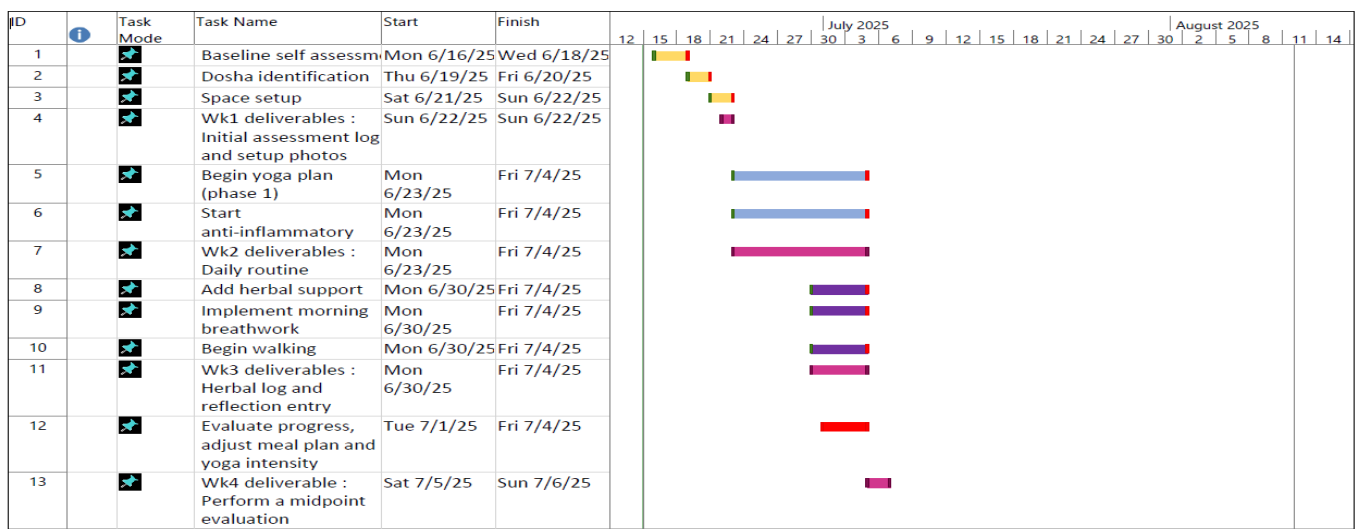 ID Task Mode Task Name Start Finish
July 2025 August 2025
12 15 18 21 24 27 30 3 6 9 12 15 18 21 24 27 30 2 5 8 11 14
1 Baseline self assessm Mon 6/16/25 Wed 6/18/25
2 Dosha identification Thu 6/19/25 Fri 6/20/25
3 Space setup Sat 6/21/25 Sun 6/22/25
4 Wk1 deliverables : Sun 6/22/25 Sun 6/22/25
Initial assessment log
and setup photos
5 Begin yoga plan Mon Fri 7/4/25
(phase 1) 6/23/25
6 Start Mon Fri 7/4/25
anti-inflammatory 6/23/25
7 Wk2 deliverables : Mon Fri 7/4/25
Daily routine 6/23/25
8 Add herbal support Mon 6/30/25 Fri 7/4/25
9 Implement morning Mon Fri 7/4/25
breathwork 6/30/25
10 Begin walking Mon 6/30/25 Fri 7/4/25
11 Wk3 deliverables : Mon Fri 7/4/25
Herbal log and 6/30/25
reflection entry
12 Evaluate progress, Tue 7/1/25 Fri 7/4/25
adjust meal plan and
yoga intensity
13 Wk4 deliverable : Sat 7/5/25 Sun 7/6/25
Perform a midpoint
evaluation